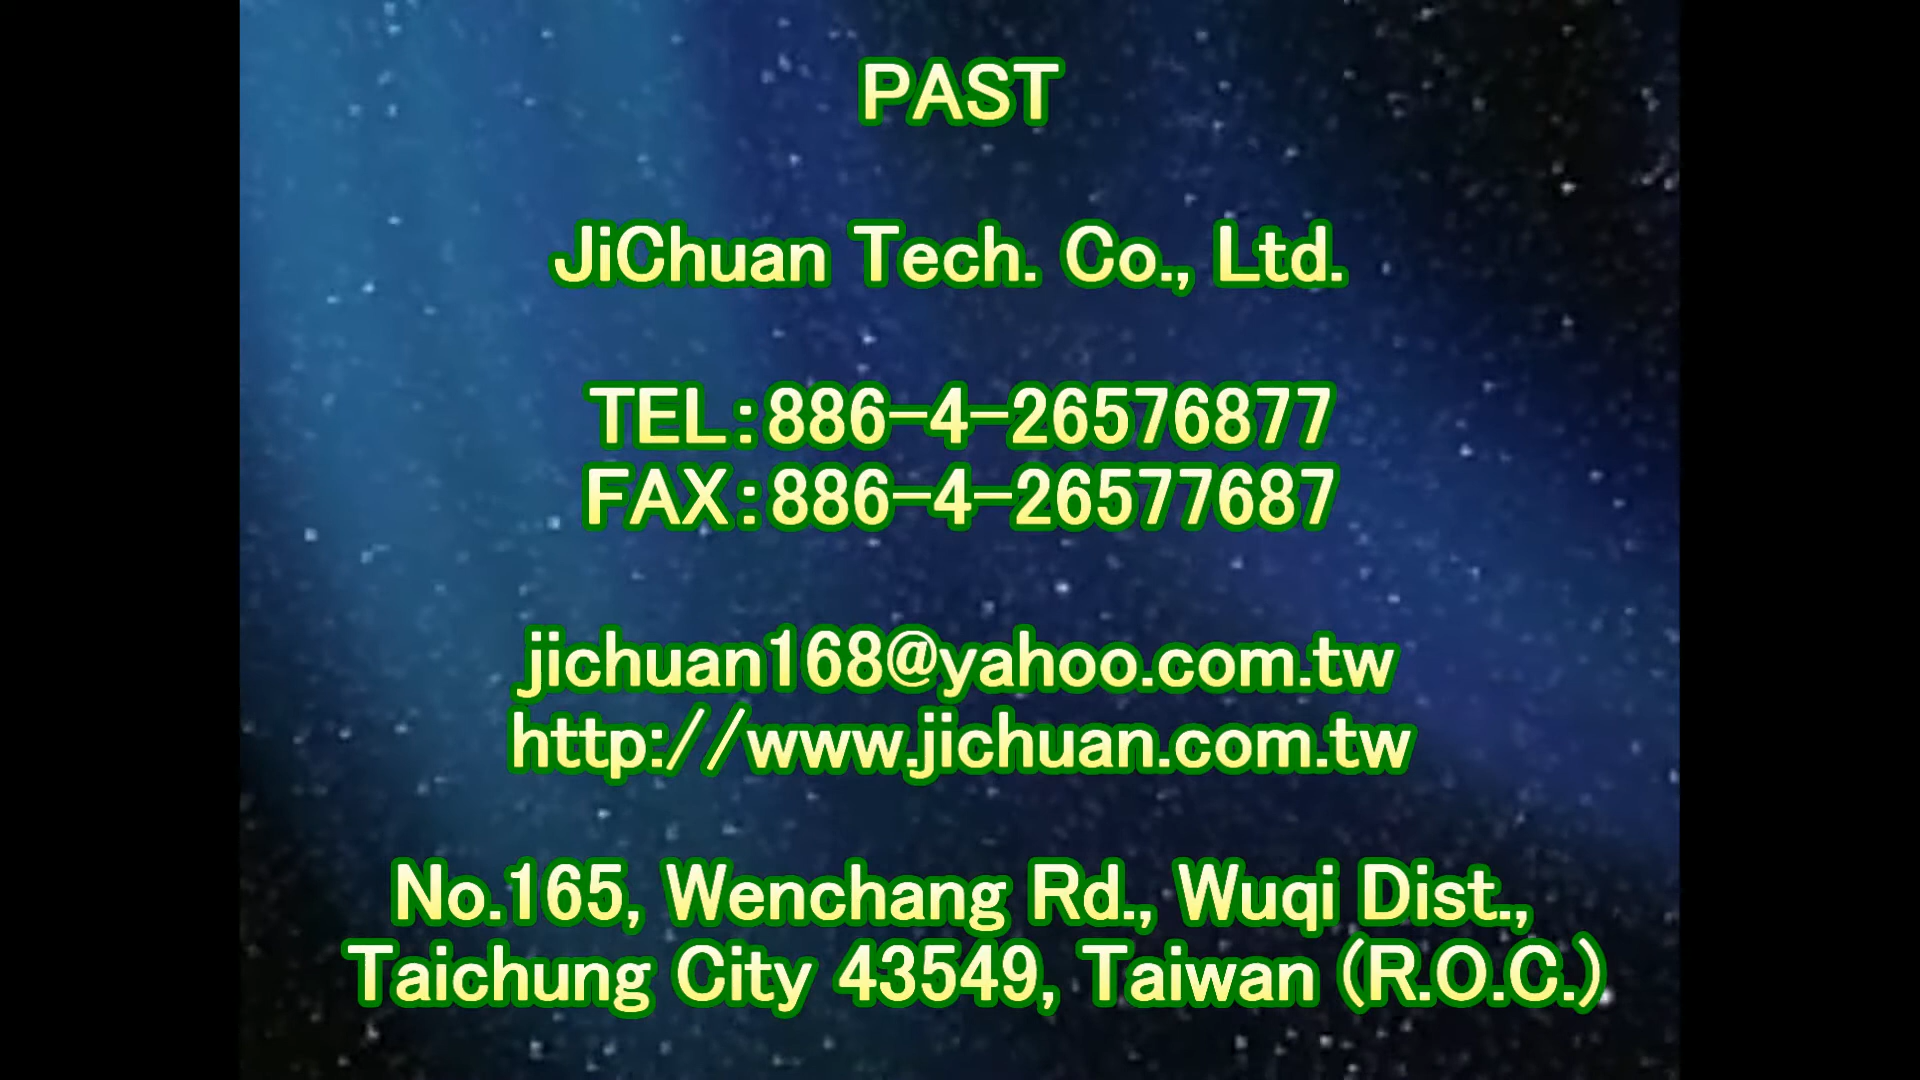 PAST
JiChuan Tech. Co., Ltd.
TEL:886-4-26576877
FAX:886-4-26577687
jichuan168@yahoo.com.tw
http://www.jichuan.com.tw
No.165, Wenchang Rd., Wuqi Dist.,
Taichung City 43549, Taiwan (R.O.C.)